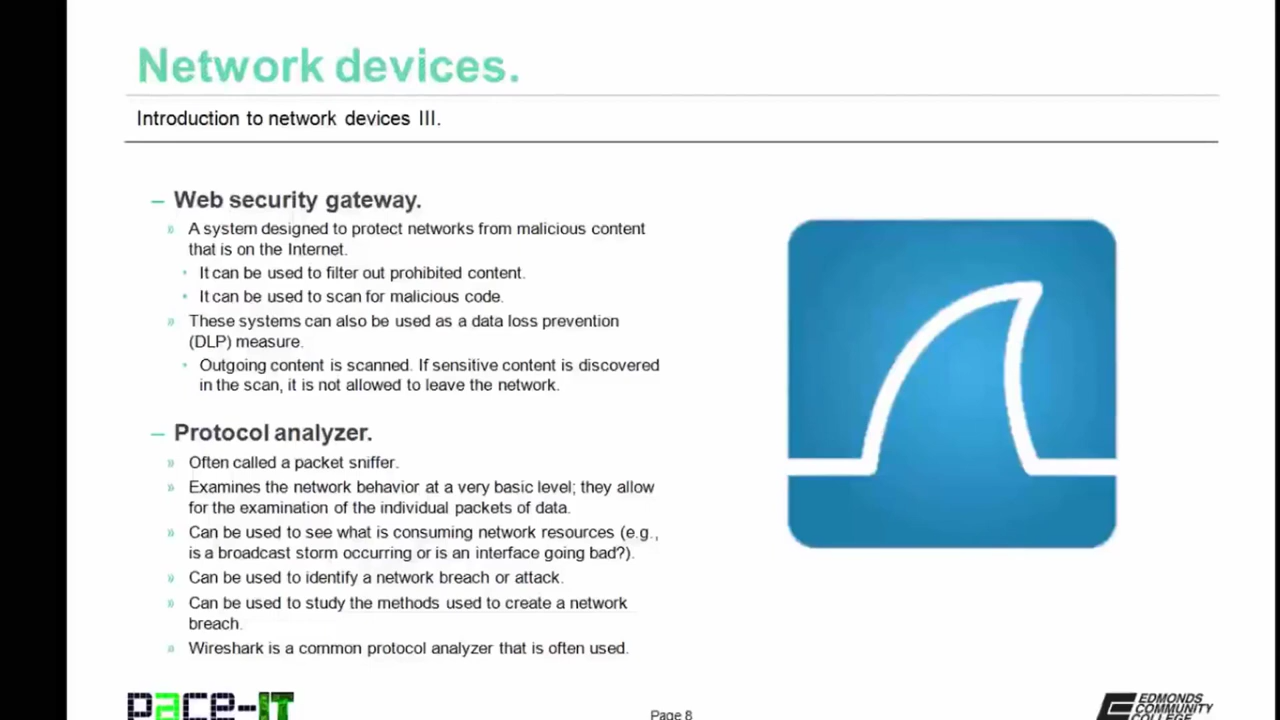 Network devices.
Introduction to network devices III.
– Web security gateway.
» A system designed to protect networks from malicious content
that is on the Internet.
• It can be used to filter out prohibited content.
• It can be used to scan for malicious code.
» These systems can also be used as a data loss prevention
(DLP) measure.
• Outgoing content is scanned. If sensitive content is discovered
in the scan, it is not allowed to leave the network.
– Protocol analyzer.
» Often called a packet sniffer.
» Examines the network behavior at a very basic level; they allow
for the examination of the individual packets of data.
» Can be used to see what is consuming network resources (e.g.,
is a broadcast storm occurring or is an interface going bad?).
» Can be used to identify a network breach or attack.
» Can be used to study the methods used to create a network
breach.
» Wireshark is a common protocol analyzer that is often used.
pace-IT
Page 8
EDMONDS
COMMUNITY
COLLEGE